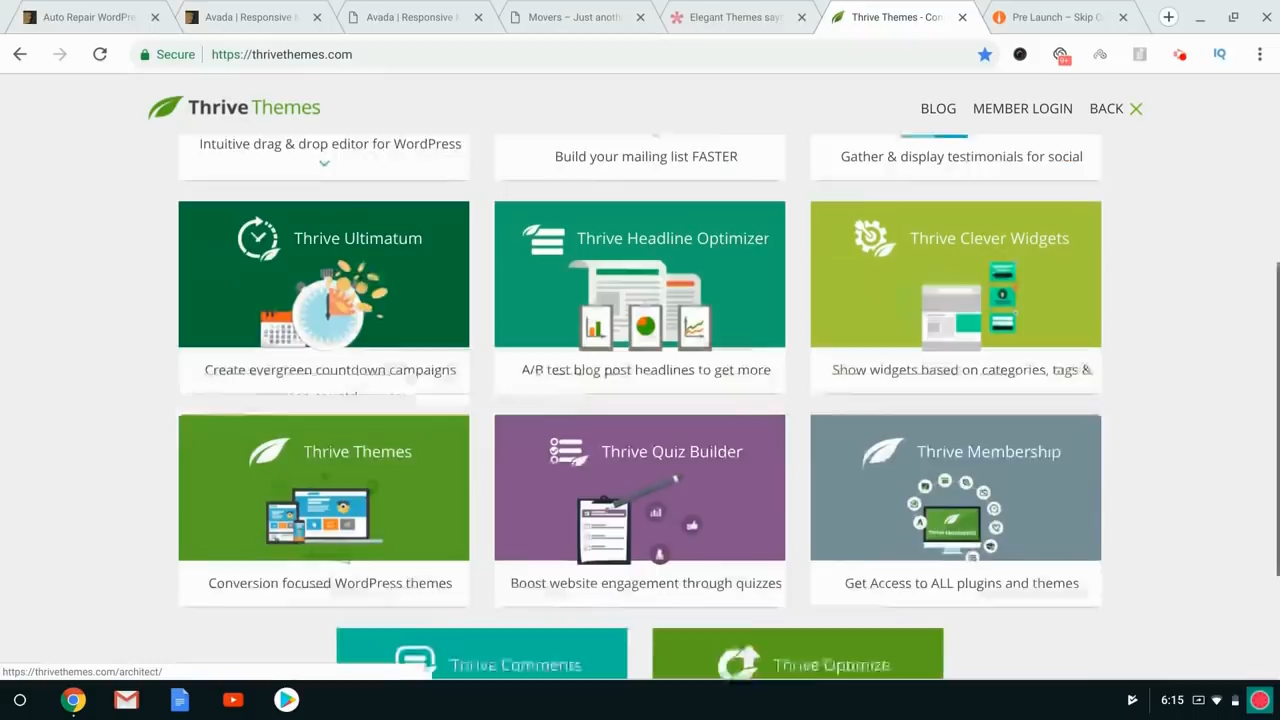 Auto Repair WordPre
Avada | Responsive
Avada | Responsive
Movers – Just anoth
Elegant Themes says
Thrive Themes - Con
Pre Launch – Skip
Secure
https://thrivethemes.com
9+
IQ
Thrive Themes
BLOG
MEMBER LOGIN
BACK
Intuitive drag & drop editor for WordPress
Build your mailing list FASTER
Gather & display testimonials for social
Thrive Ultimatum
Thrive Headline Optimizer
Thrive Clever Widgets
Create evergreen countdown campaigns
A/B test blog post headlines to get more
Show widgets based on categories, tags &
Thrive Themes
Thrive Quiz Builder
Thrive Membership
Conversion focused WordPress themes
Boost website engagement through quizzes
Get Access to ALL plugins and themes
Thrive Comments
Thrive Optimize
https://thrivethemes.com/architect/
6:15